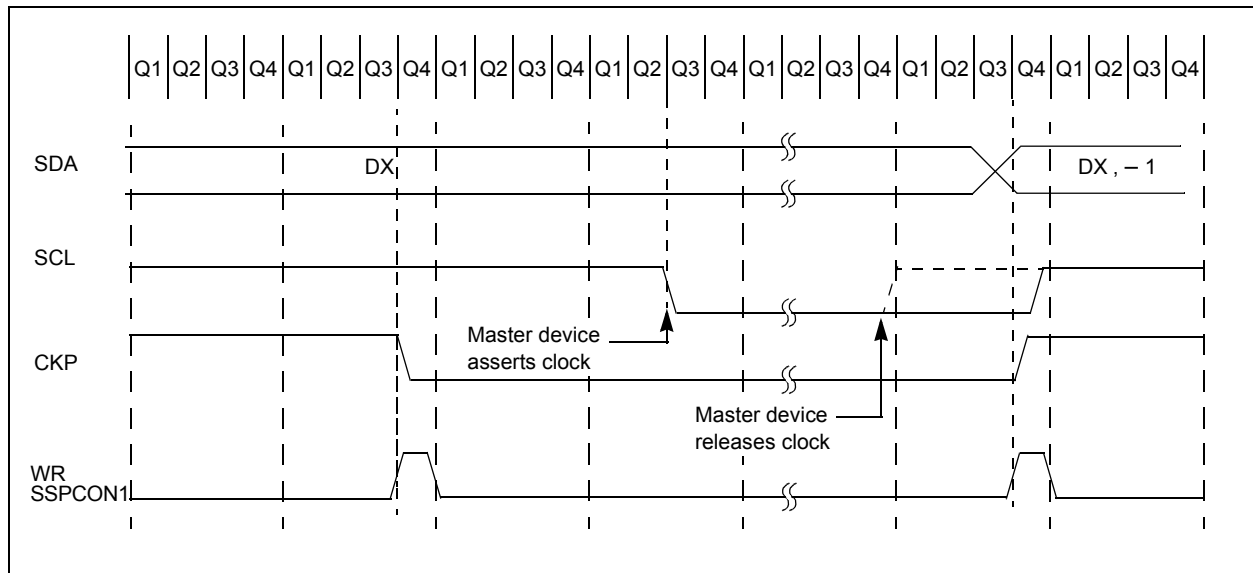 Q1 Q2 Q3 Q4 Q1 Q2 Q3 Q4 Q1 Q2 Q3 Q4 Q1 Q2 Q3 Q4 Q1 Q2 Q3 Q4 Q1 Q2 Q3 Q4 Q1 Q2 Q3 Q4
SDA
DX
DX , – 1
SCL
Master device
asserts clock
CKP
Master device
releases clock
WR
SSPCON1